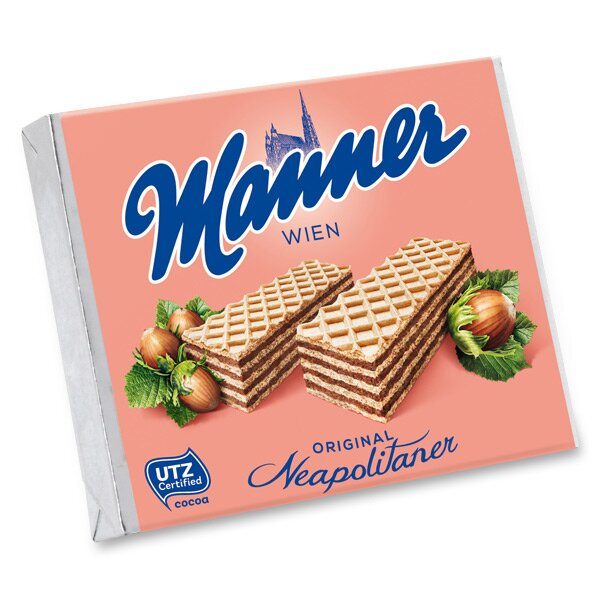 Manner
WIEN
ORIGINAL
Neapolitaner
UTZ
Certified
cocoa